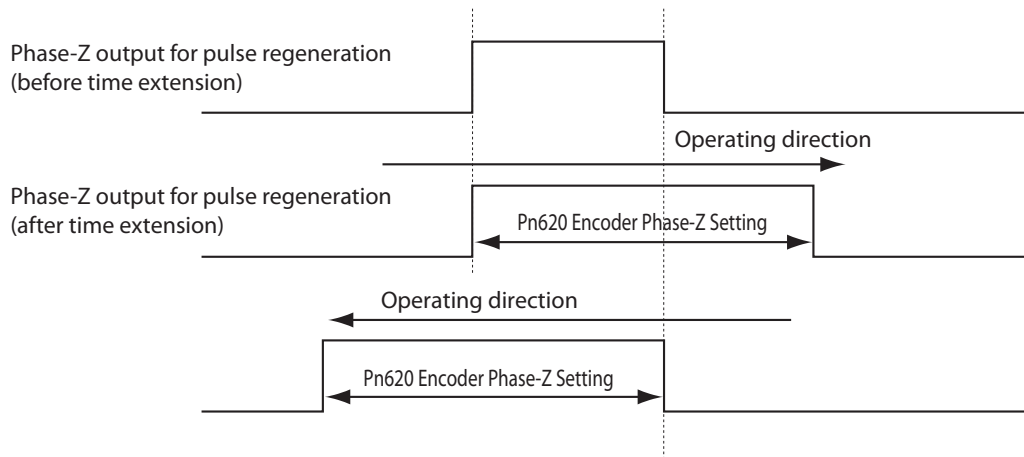 Phase-Z output for pulse regeneration
(before time extension)
Operating direction
Phase-Z output for pulse regeneration
(after time extension)
Pn620 Encoder Phase-Z Setting
Operating direction
Pn620 Encoder Phase-Z Setting